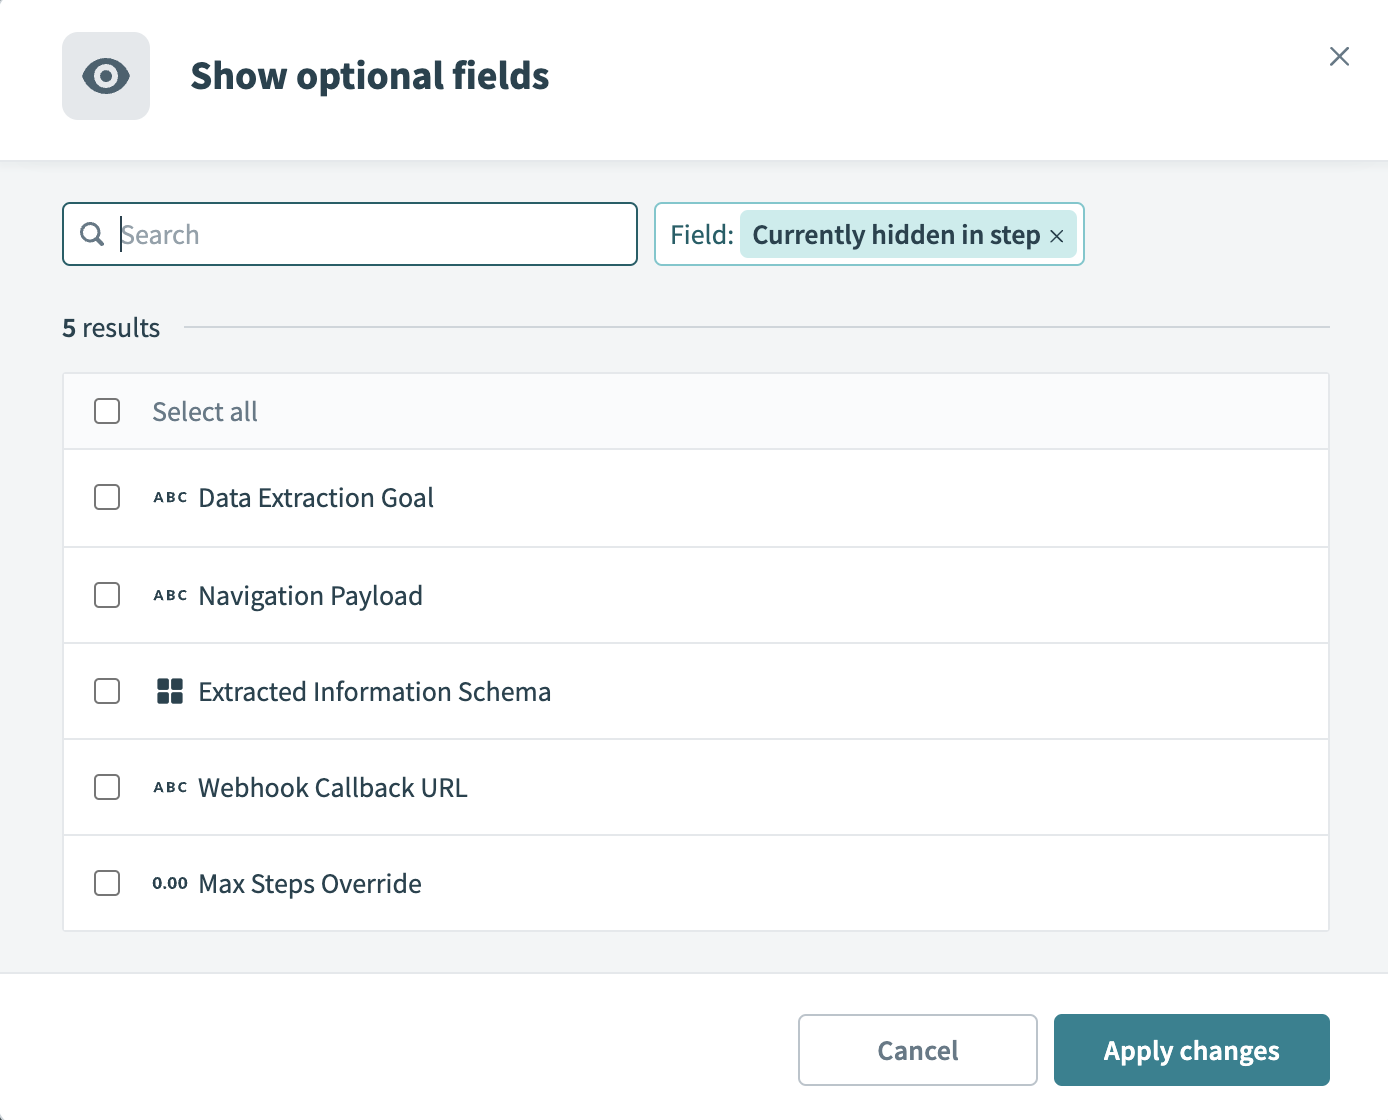 Show optional fields
Search
Field: Currently hidden in step
5 results
Select all
ABC Data Extraction Goal
ABC Navigation Payload
Extracted Information Schema
ABC Webhook Callback URL
0.00 Max Steps Override
Cancel
Apply changes